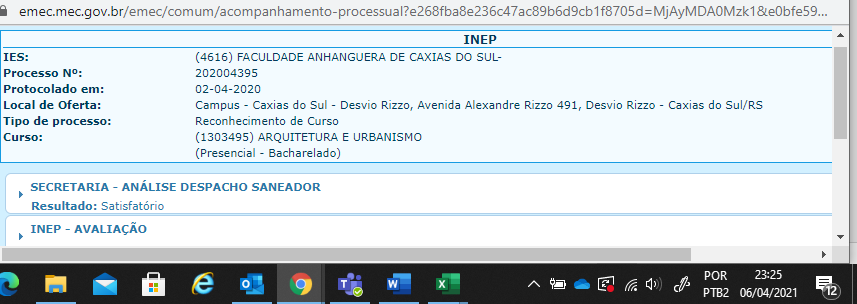 emec.mec.gov.br/emec/comum/acompanhamento-processual?e268fba8e236c47ac89b6d9cb1f8705d=MjAyMDA0Mzk1&e0bfe59...
INEP
IES: (4616) FACULDADE ANHANGUERA DE CAXIAS DO SUL-
Processo Nº: 202004395
Protocolado em: 02-04-2020
Local de Oferta: Campus - Caxias do Sul - Desvio Rizzo, Avenida Alexandre Rizzo 491, Desvio Rizzo - Caxias do Sul/RS
Tipo de processo: Reconhecimento de Curso
Curso: (1303495) ARQUITETURA E URBANISMO
(Presencial - Bacharelado)
SECRETARIA - ANÁLISE DESPACHO SANEADOR
Resultado: Satisfatório
INEP - AVALIAÇÃO
POR 23:25
PTB2 06/04/2021 12